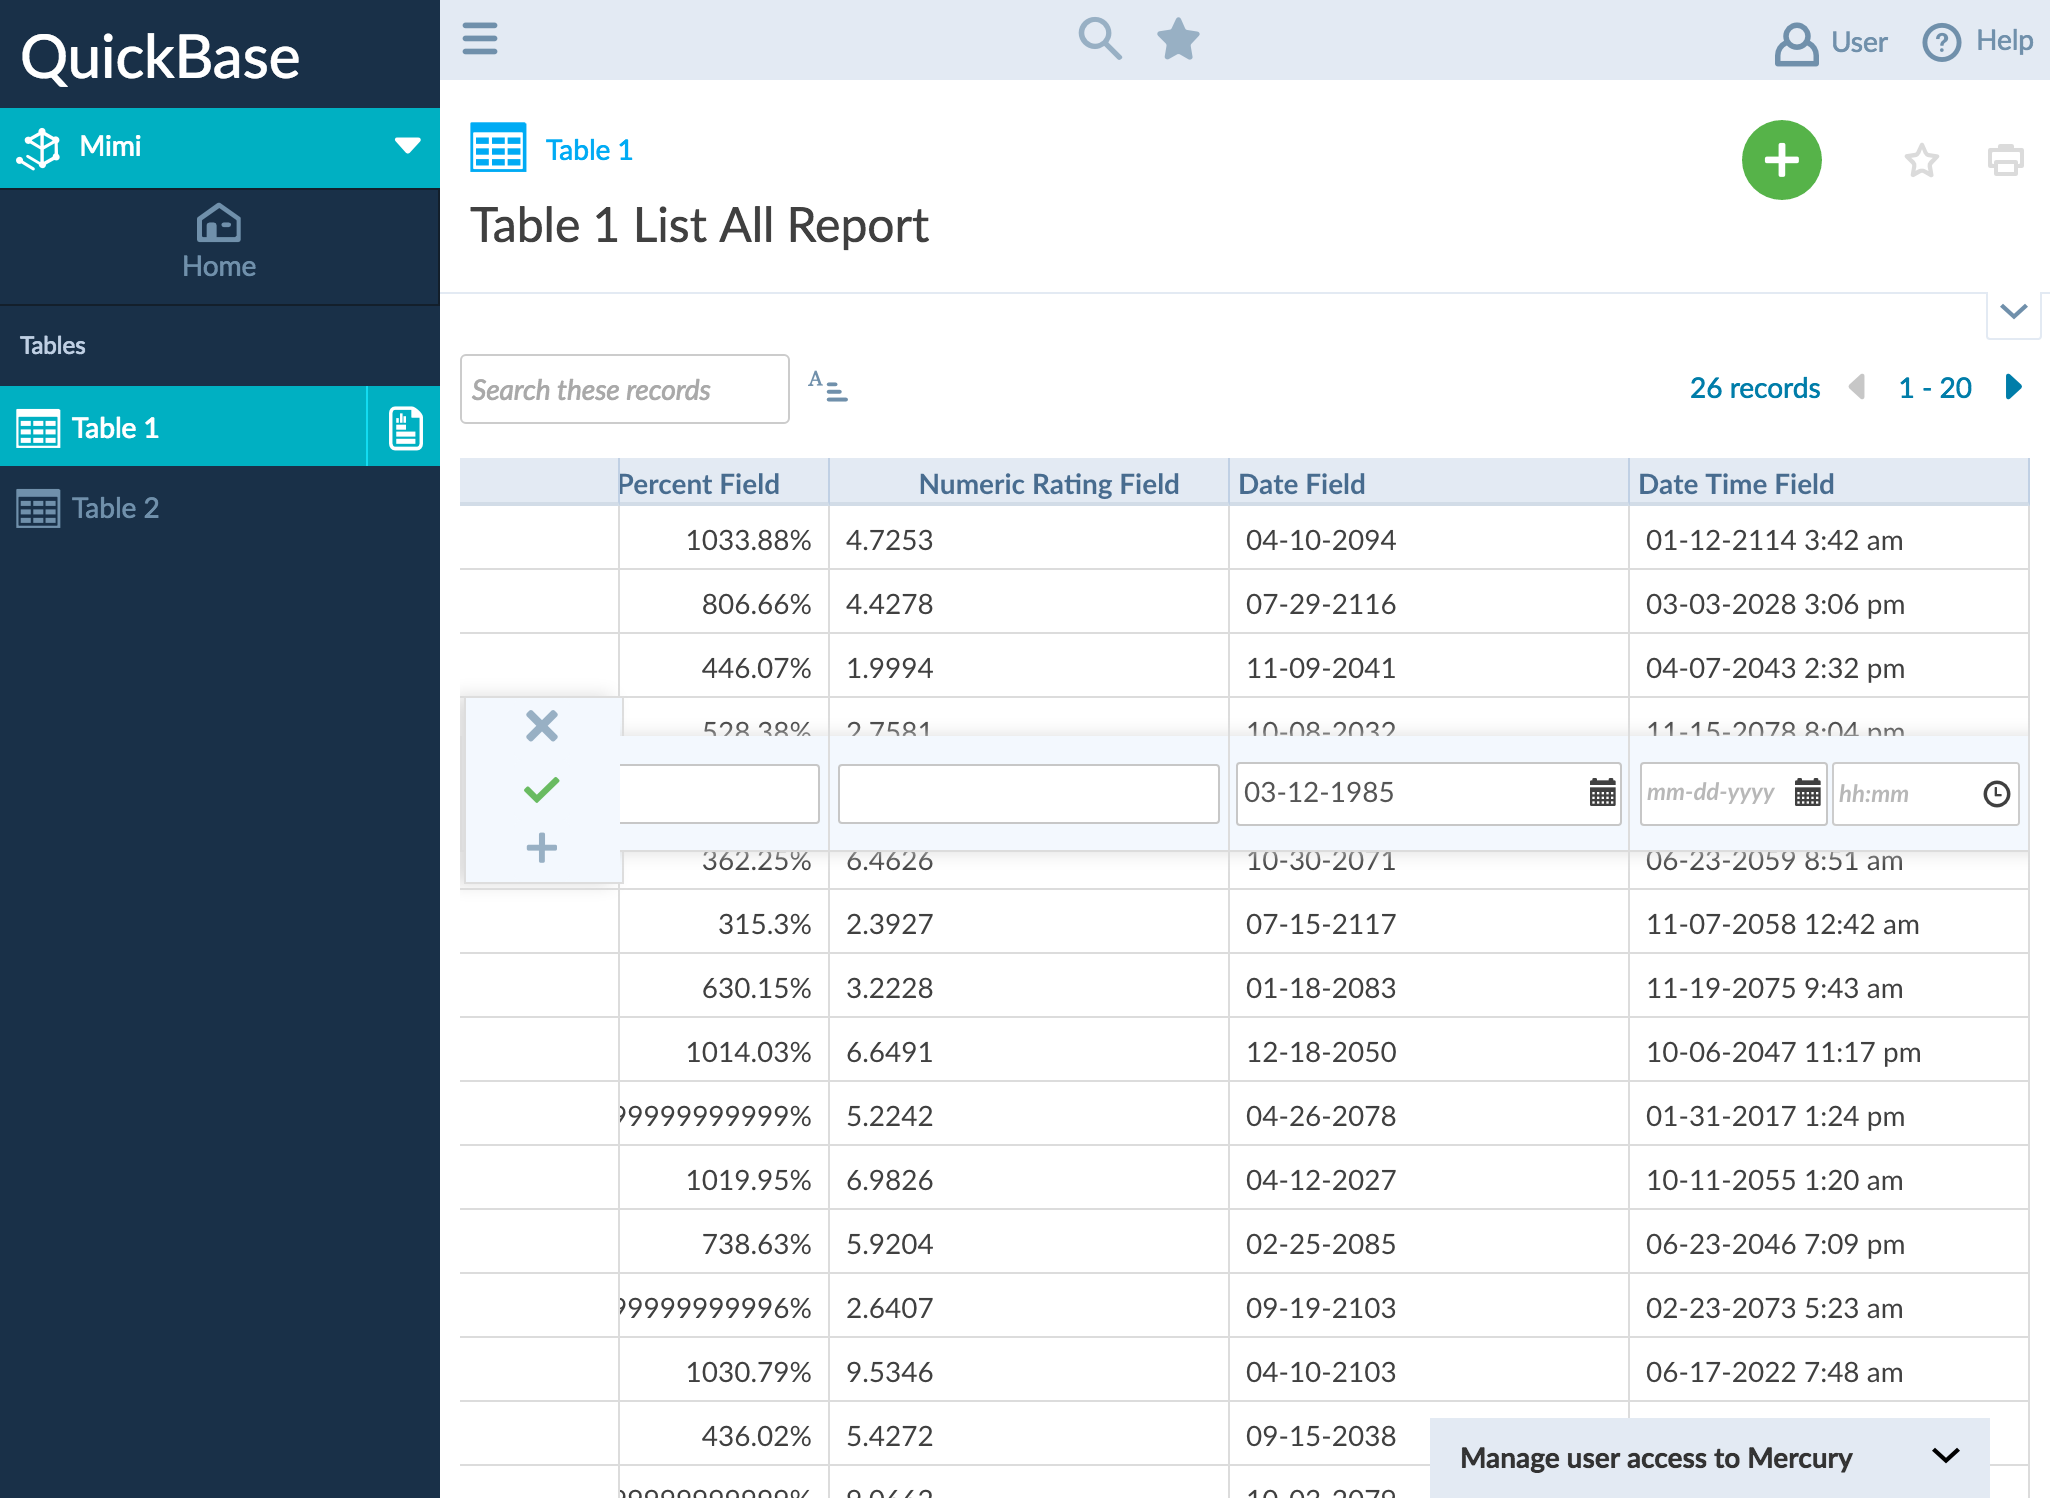 QuickBase
User
Help
Mimi
Home
Tables
Table 1
Table 2
Table 1
Table 1 List All Report
Search these records
A
26 records
1 - 20
Percent Field Numeric Rating Field Date Field Date Time Field
1033.88% 4.7253 04-10-2094 01-12-2114 3:42 am
806.66% 4.4278 07-29-2116 03-03-2028 3:06 pm
446.07% 1.9994 11-09-2041 04-07-2043 2:32 pm
528.38% 2.7581 10-08-2032 11-15-2078 8:04 pm
03-12-1985 mm-dd-yyyy hh:mm
362.25% 6.4626 10-30-2071 06-23-2059 8:51 am
315.3% 2.3927 07-15-2117 11-07-2058 12:42 am
630.15% 3.2228 01-18-2083 11-19-2075 9:43 am
1014.03% 6.6491 12-18-2050 10-06-2047 11:17 pm
99999999999% 5.2242 04-26-2078 01-31-2017 1:24 pm
1019.95% 6.9826 04-12-2027 10-11-2055 1:20 am
738.63% 5.9204 02-25-2085 06-23-2046 7:09 pm
99999999996% 2.6407 09-19-2103 02-23-2073 5:23 am
1030.79% 9.5346 04-10-2103 06-17-2022 7:48 am
436.02% 5.4272 09-15-2038
Manage user access to Mercury